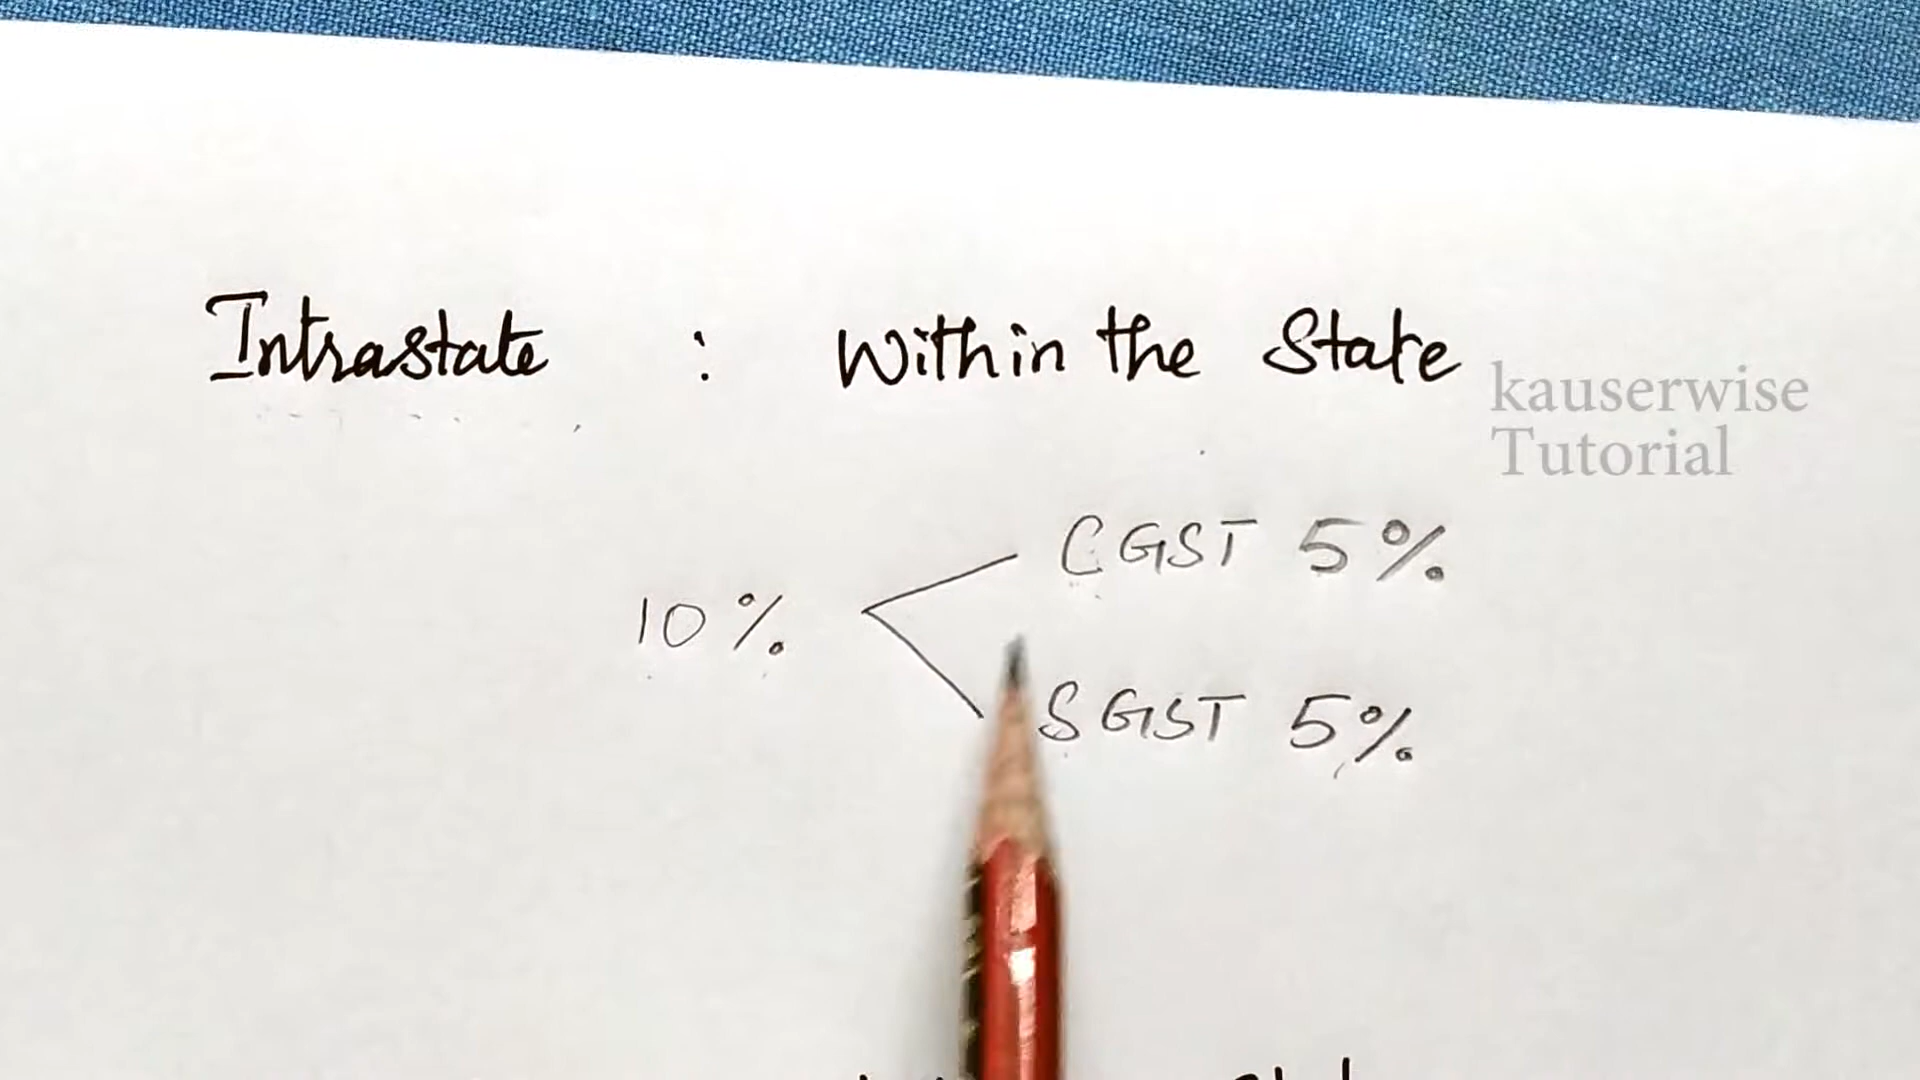 Intrastate : Within the State
kauserwise
Tutorial
CGST 5%
10%
SGST 5%